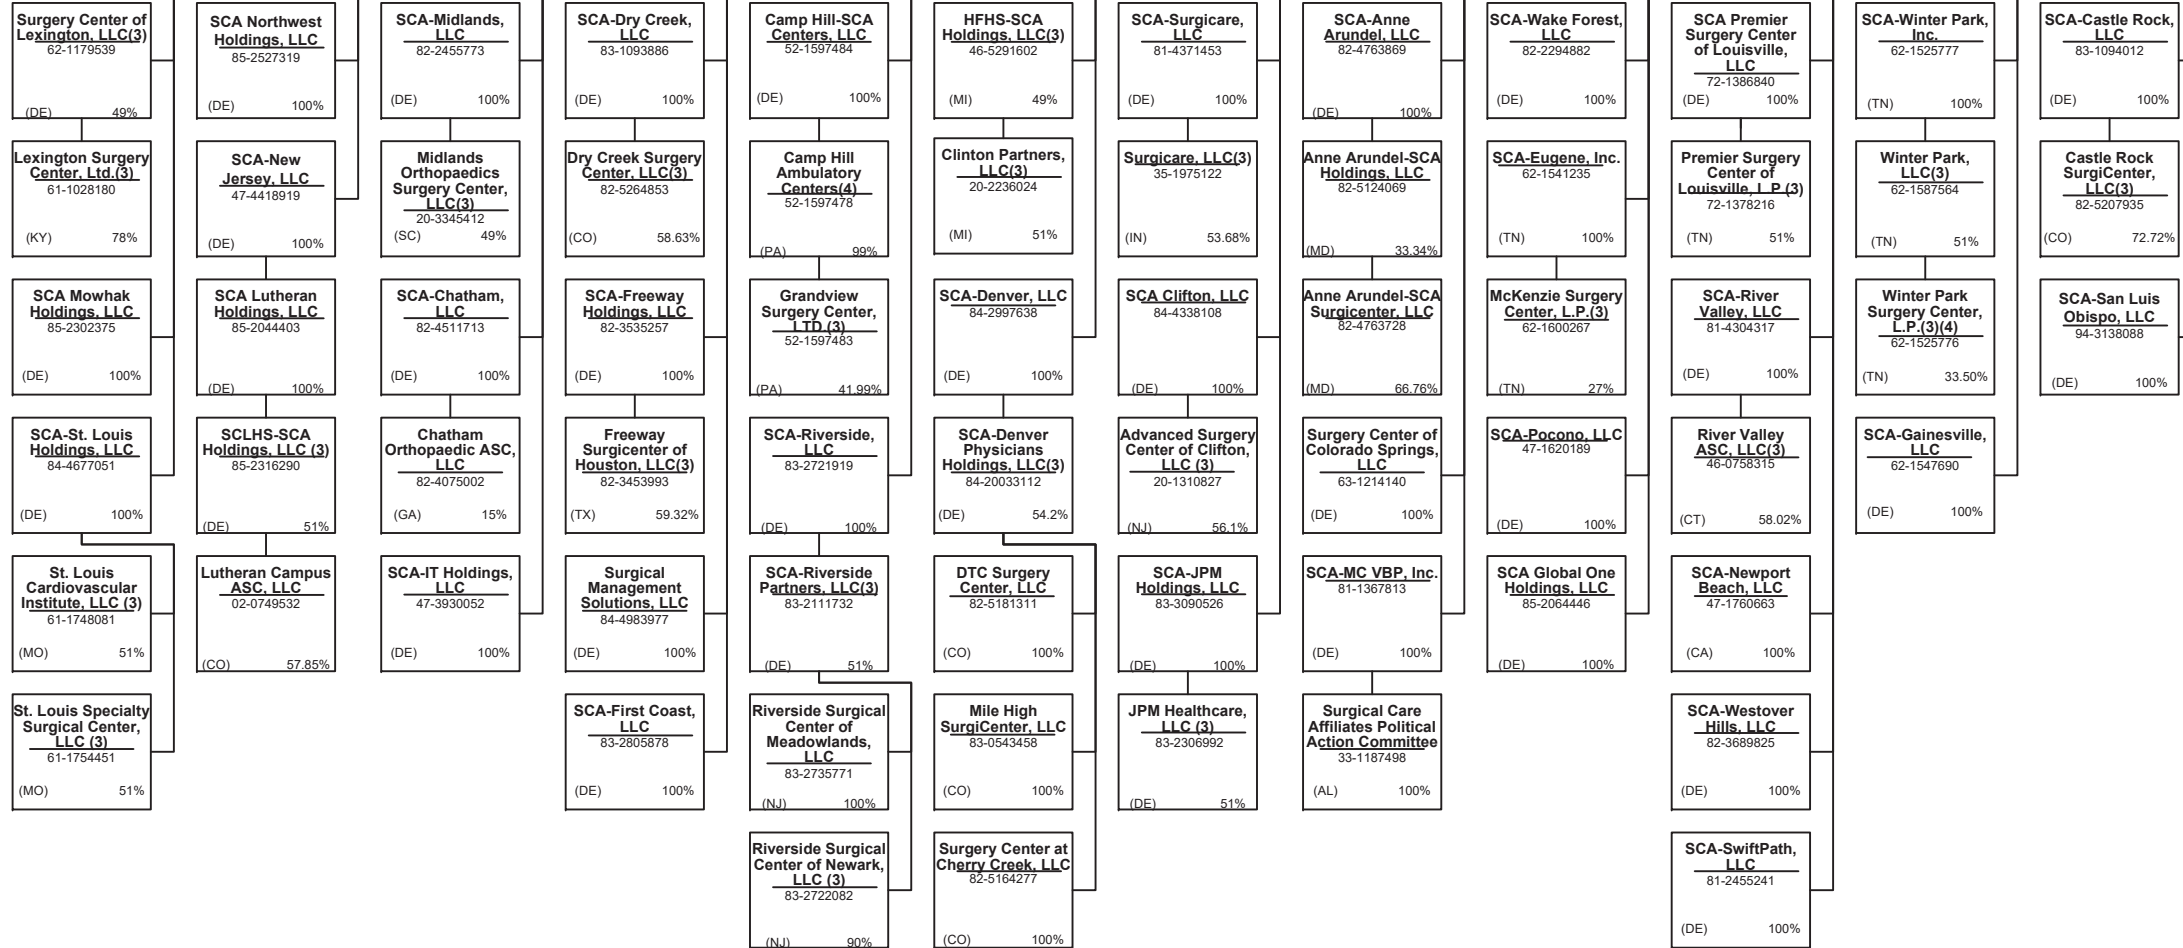 Surgery Center of
Lexington, LLC(3)
62-1179539
(DE) 49%
Lexington Surgery
Center, Ltd.(3)
61-1028180
(KY) 78%
SCA Mowhak
Holdings, LLC
85-2302375
(DE) 100%
SCA-St. Louis
Holdings, LLC
84-4677051
(DE) 100%
St. Louis
Cardiovascular
Institute, LLC (3)
61-1748081
(MO) 51%
St. Louis Specialty
Surgical Center,
LLC (3)
61-1754451
(MO) 51%
SCA Northwest
Holdings, LLC
85-2527319
(DE) 100%
SCA-New
Jersey, LLC
47-4418919
(DE) 100%
SCA Lutheran
Holdings, LLC
85-2044403
(DE) 100%
SCLHS-SCA
Holdings, LLC (3)
85-2316290
(DE) 51%
Lutheran Campus
ASC, LLC
02-0749532
(CO) 57.85%
SCA-Midlands,
LLC
82-2455773
(DE) 100%
Midlands
Orthopaedics
Surgery Center,
LLC(3)
20-3345412
(SC) 49%
SCA-Chatham,
LLC
82-4511713
(DE) 100%
Chatham
Orthopaedic ASC,
LLC
82-4075002
(GA) 15%
SCA-IT Holdings,
LLC
47-3930052
(DE) 100%
SCA-Dry Creek,
LLC
83-1093886
(DE) 100%
Dry Creek Surgery
Center, LLC(3)
82-5264853
(CO) 58.63%
SCA-Freeway
Holdings, LLC
82-3535257
(DE) 100%
Freeway
Surgicenter of
Houston, LLC(3)
82-3453993
(TX) 59.32%
Surgical
Management
Solutions, LLC
84-4983977
(DE) 100%
SCA-First Coast,
LLC
83-2805878
(DE) 100%
Camp Hill-SCA
Centers, LLC
52-1597484
(DE) 100%
Camp Hill
Ambulatory
Centers(4)
52-1597478
(PA) 99%
Grandview
Surgery Center,
LTD.(3)
52-1597483
(PA) 41.99%
SCA-Riverside,
LLC
83-2721919
(DE) 100%
SCA-Riverside
Partners, LLC(3)
83-2111732
(DE) 51%
Riverside Surgical
Center of
Meadowlands,
LLC
83-2735771
(NJ) 100%
Riverside Surgical
Center of Newark,
LLC (3)
83-2722082
(NJ) 90%
HFHS-SCA
Holdings, LLC(3)
46-5291602
(MI) 49%
Clinton Partners,
LLC(3)
20-2236024
(MI) 51%
SCA-Denver, LLC
84-2997638
(DE) 100%
SCA-Denver
Physicians
Holdings, LLC(3)
84-20033112
(DE) 54.2%
DTC Surgery
Center, LLC
82-5181311
(CO) 100%
Mile High
SurgiCenter, LLC
83-0543458
(CO) 100%
Surgery Center at
Cherry Creek, LLC
82-5164277
(CO) 100%
SCA-Surgicare,
LLC
81-4371453
(DE) 100%
Surgicare, LLC(3)
35-1975122
(IN) 53.68%
SCA Clifton, LLC
84-4338108
(DE) 100%
Advanced Surgery
Center of Clifton,
LLC (3)
20-1310827
(NJ) 56.1%
SCA-JPM
Holdings, LLC
83-3090526
(DE) 100%
JPM Healthcare,
LLC (3)
83-2306992
(DE) 51%
SCA-Anne
Arundel, LLC
82-4763869
(DE) 100%
Anne Arundel-SCA
Holdings, LLC
82-5124069
(MD) 33.34%
Anne Arundel-SCA
Surgicenter, LLC
82-4763728
(MD) 66.76%
Surgery Center of
Colorado Springs,
LLC
63-1214140
(DE) 100%
SCA-MC VBP, Inc.
81-1367813
(DE) 100%
Surgical Care
Affiliates Political
Action Committee
33-1187498
(AL) 100%
SCA-Wake Forest,
LLC
82-2294882
(DE) 100%
SCA-Eugene, Inc.
62-1541235
(TN) 100%
McKenzie Surgery
Center, L.P.(3)
62-1600267
(TN) 27%
SCA-Pocono, LLC
47-1620189
(DE) 100%
SCA Global One
Holdings, LLC
85-2064446
(DE) 100%
SCA Premier
Surgery Center
of Louisville,
LLC
72-1386840
(DE) 100%
Premier Surgery
Center of
Louisville, L.P.(3)
72-1378216
(TN) 51%
SCA-River
Valley, LLC
81-4304317
(DE) 100%
River Valley
ASC, LLC(3)
46-0758315
(CT) 58.02%
SCA-Newport
Beach, LLC
47-1760663
(CA) 100%
SCA-Westover
Hills, LLC
82-3689825
(DE) 100%
SCA-SwiftPath,
LLC
81-2455241
(DE) 100%
SCA-Winter Park,
Inc.
62-1525777
(TN) 100%
Winter Park,
LLC(3)
62-1587564
(TN) 51%
Winter Park
Surgery Center,
L.P.(3)(4)
62-1525776
(TN) 33.50%
SCA-Gainesville,
LLC
62-1547690
(DE) 100%
SCA-Castle Rock,
LLC
83-1094012
(DE) 100%
Castle Rock
SurgiCenter,
LLC(3)
82-5207935
(CO) 72.72%
SCA-San Luis
Obispo, LLC
94-3138088
(DE) 100%